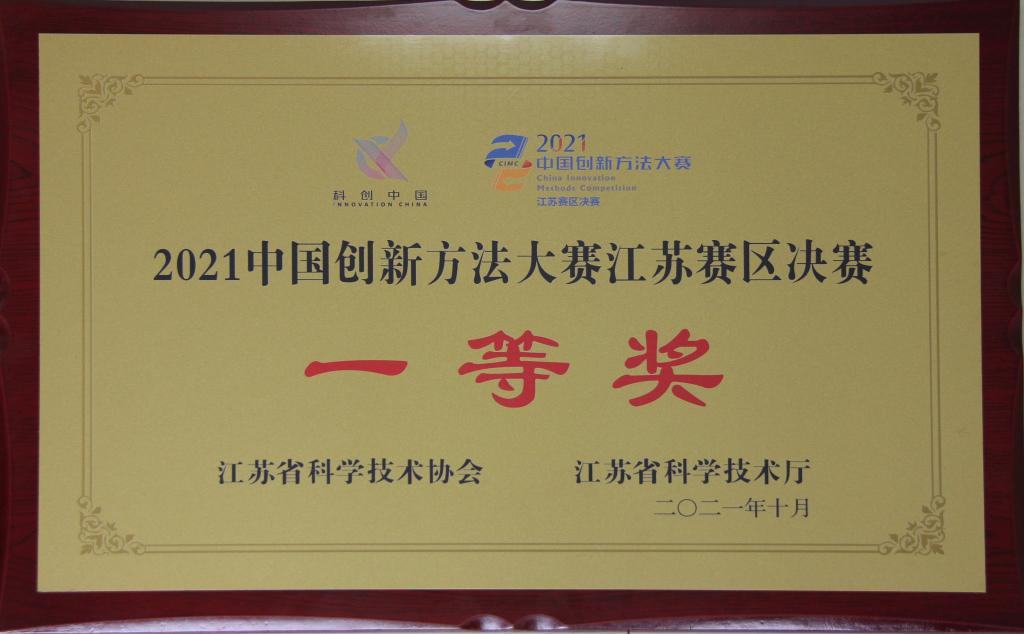 2021
中国创新方法大赛
CIMC
China Innovation
Methods Competition
江苏赛区决赛
科创中国
INNOVATION CHINA
2021中国创新方法大赛江苏赛区决赛
一等奖
江苏省科学技术协会 江苏省科学技术厅
二〇二一年十月